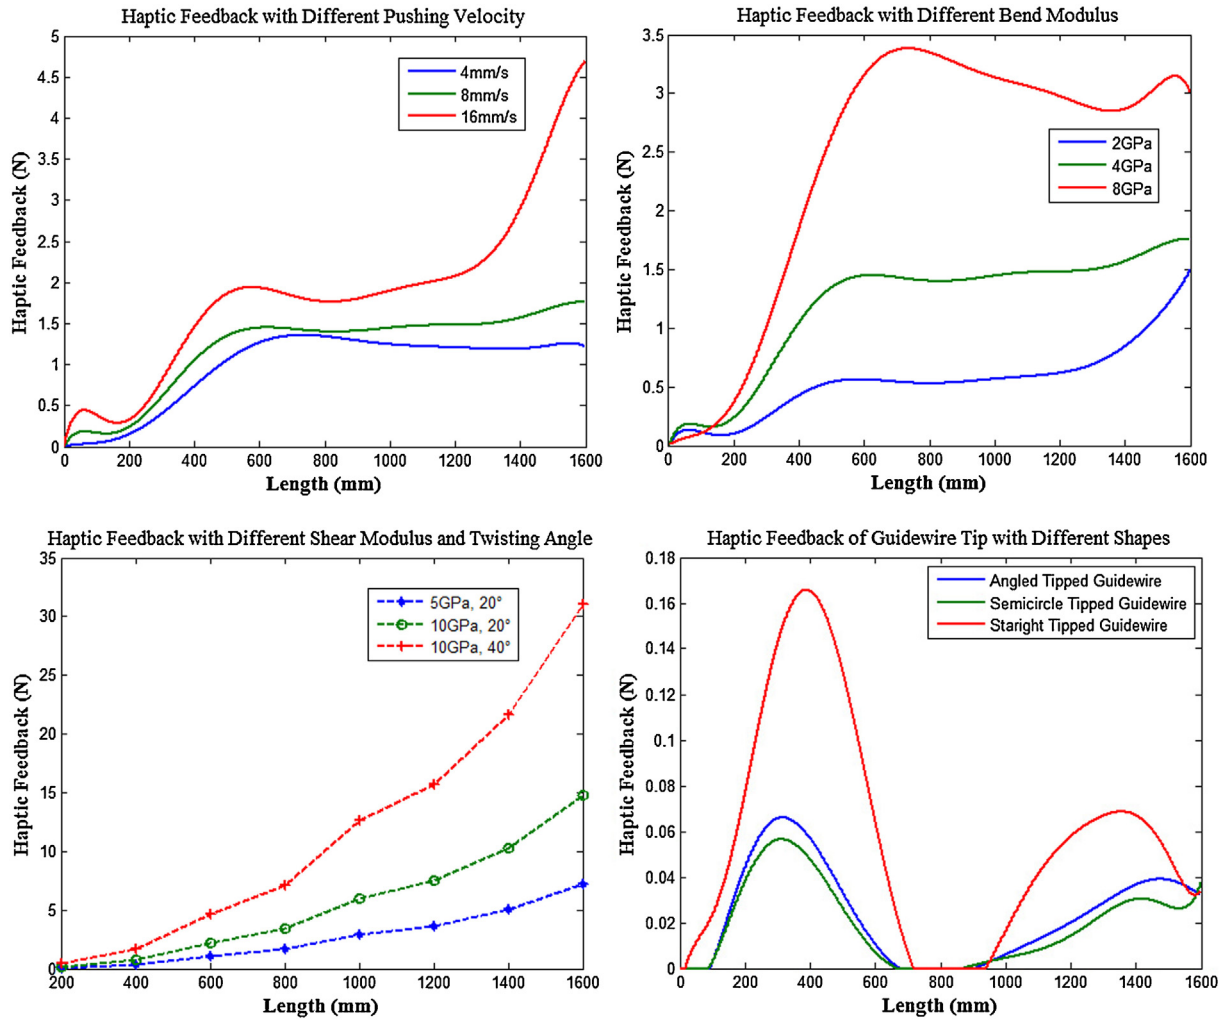 Haptic Feedback with Different Pushing Velocity
5
4.5
4
3.5
3
2.5
2
1.5
1
0.5
0
Haptic Feedback (N)
4mm/s
8mm/s
16mm/s
0 200 400 600 800 1000 1200 1400 1600
Length (mm)
Haptic Feedback with Different Bend Modulus
3.5
3
2.5
2
1.5
1
0.5
0
Haptic Feedback (N)
2GPa
4GPa
8GPa
0 200 400 600 800 1000 1200 1400 1600
Length (mm)
Haptic Feedback with Different Shear Modulus and Twisting Angle
35
30
25
20
15
10
5
0
Haptic Feedback (N)
5GPa, 20°
10GPa, 20°
10GPa, 40°
200 400 600 800 1000 1200 1400 1600
Length (mm)
Haptic Feedback of Guidewire Tip with Different Shapes
0.18
0.16
0.14
0.12
0.1
0.08
0.06
0.04
0.02
0
Haptic Feedback (N)
Angled Tipped Guidewire
Semicircle Tipped Guidewire
Staright Tipped Guidewire
0 200 400 600 800 1000 1200 1400 1600
Length (mm)